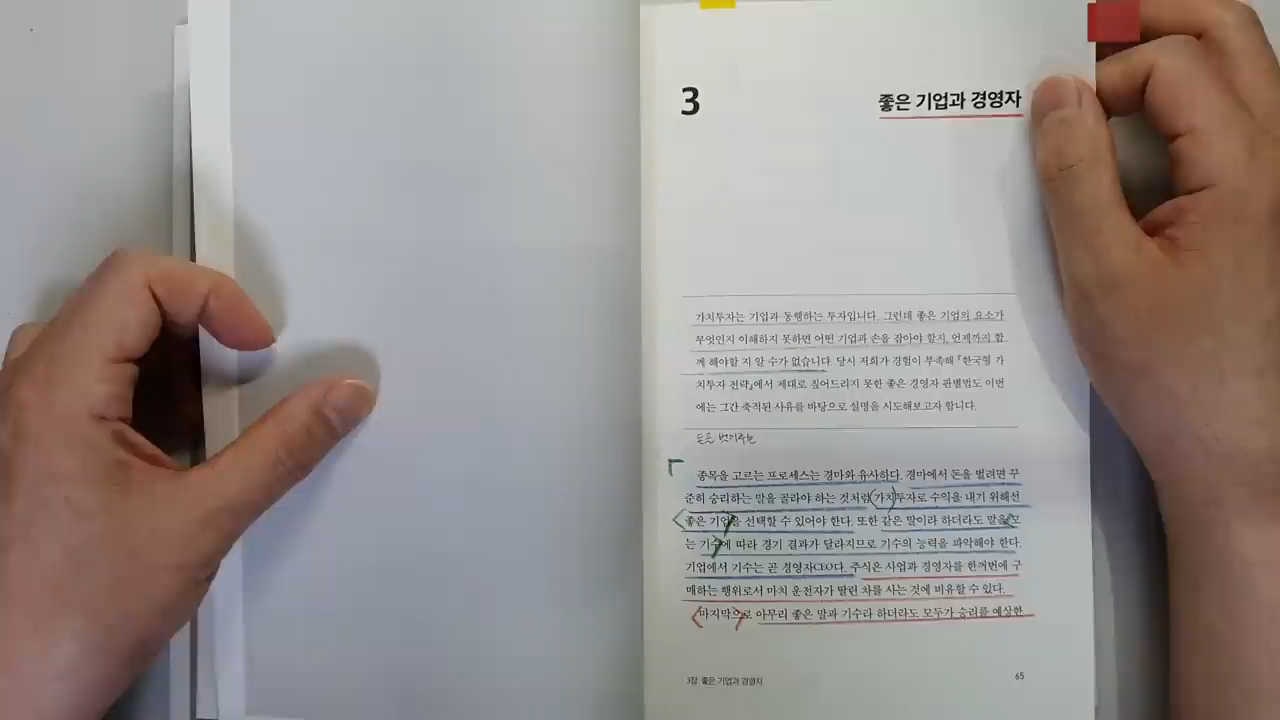 3
좋은 기업과 경영자
가치투자는 기업과 동행하는 투자입니다. 그런데 좋은 기업의 요소가
무엇인지 이해하지 못하면 어떤 기업과 손을 잡아야 할지, 언제까지 함
께 해야할 지 알 수가 없습니다. 당시 저희가 경험이 부족해 『한국형 가
치투자 전략』에서 제대로 짚어드리지 못한 좋은 경영자 판별법도 이번
에는 그간 축적된 사유를 바탕으로 설명을 시도해보고자 합니다.
돈은 벌어주는
종목을 고르는 프로세스는 경마와 유사하다. 경마에서 돈을 벌려면 꾸
준히 승리하는 말을 골라야 하는 것처럼 가치투자로 수익을 내기 위해선
좋은 기업을 선택할 수 있어야 한다. 또한 같은 말이라 하더라도 말을 모
는 기수에 따라 경기 결과가 달라지므로 기수의 능력을 파악해야 한다.
기업에서 기수는 곧 경영자CEO다. 주식은 사업과 경영자를 한꺼번에 구
매하는 행위로서 마치 운전자가 딸린 차를 사는 것에 비유할 수 있다.
마지막으로 아무리 좋은 말과 기수라 하더라도 모두가 승리를 예상한
3장 좋은 기업과 경영자
65